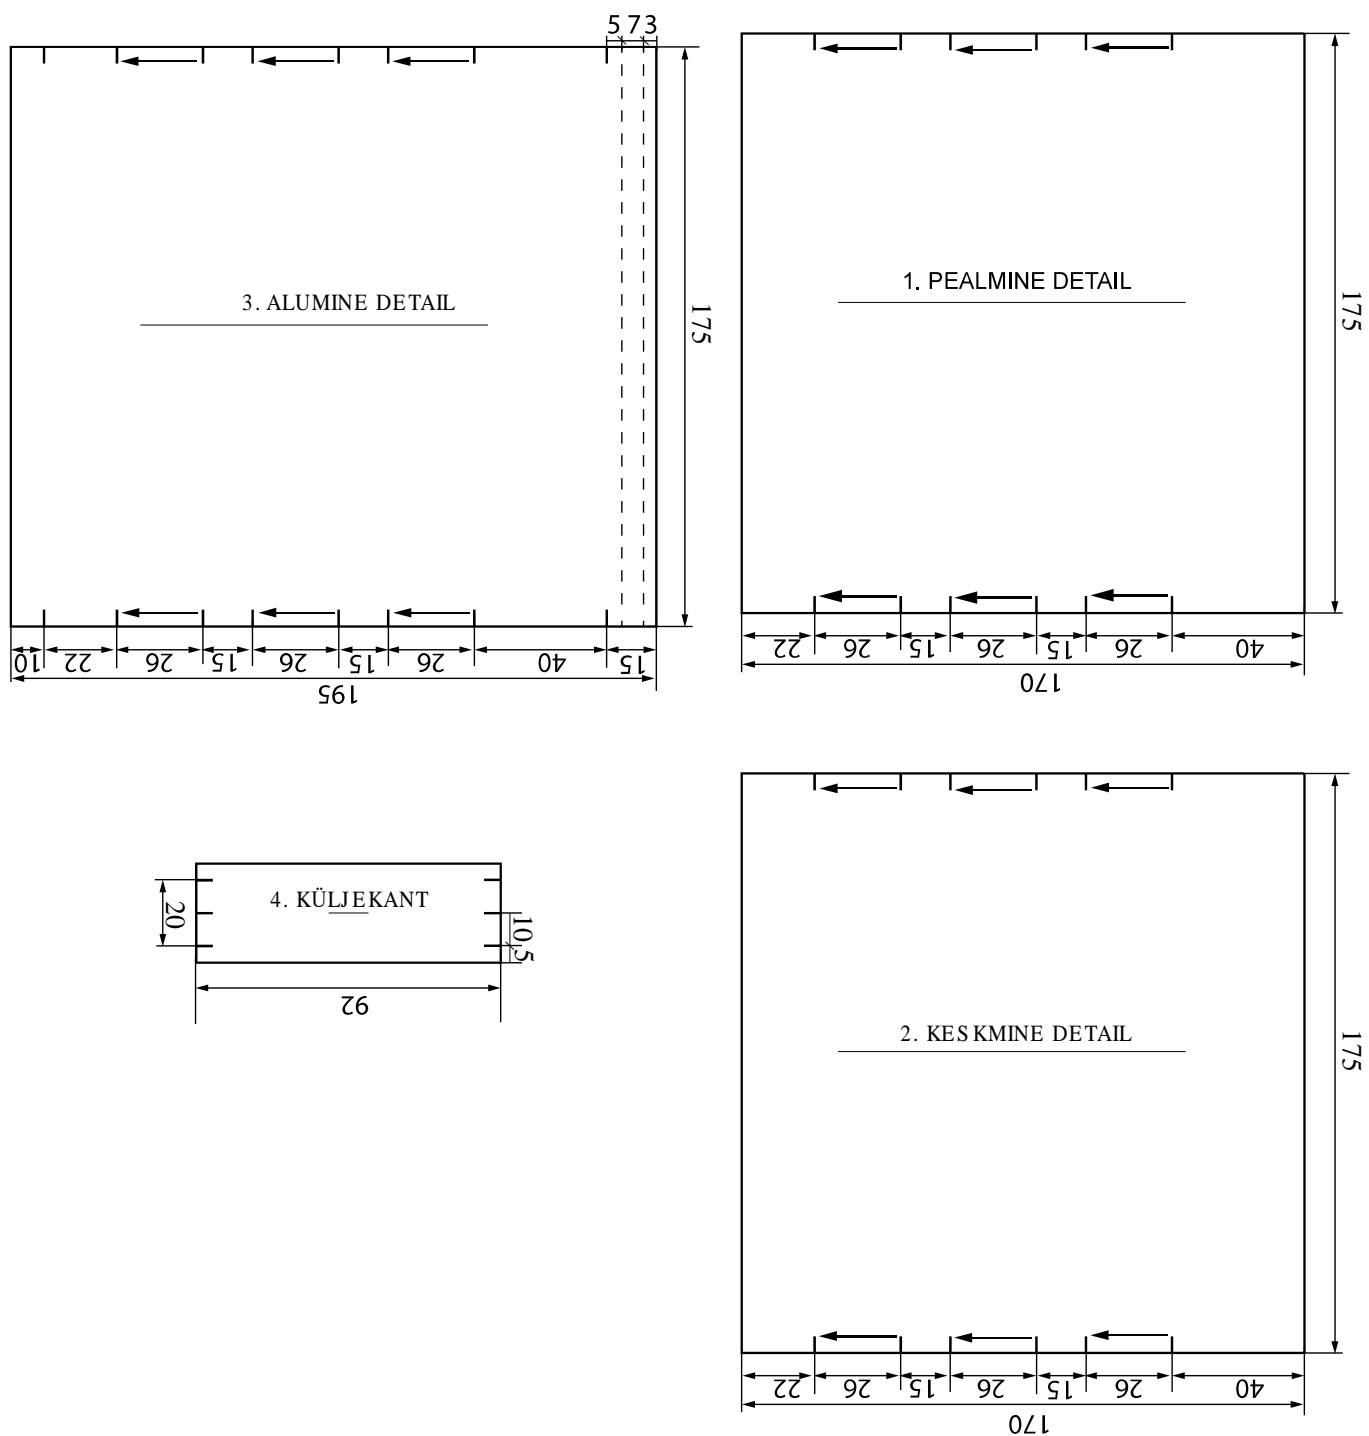 5 7 3
3. ALUMINE DETAIL
175
10 22 26 15 26 15 26 40 15
195
1. PEALMINE DETAIL
175
22 26 15 26 15 26 40
170
4. KÜLJEKANT
20
10,5
92
2. KESKMINE DETAIL
175
22 26 15 26 15 26 40
170